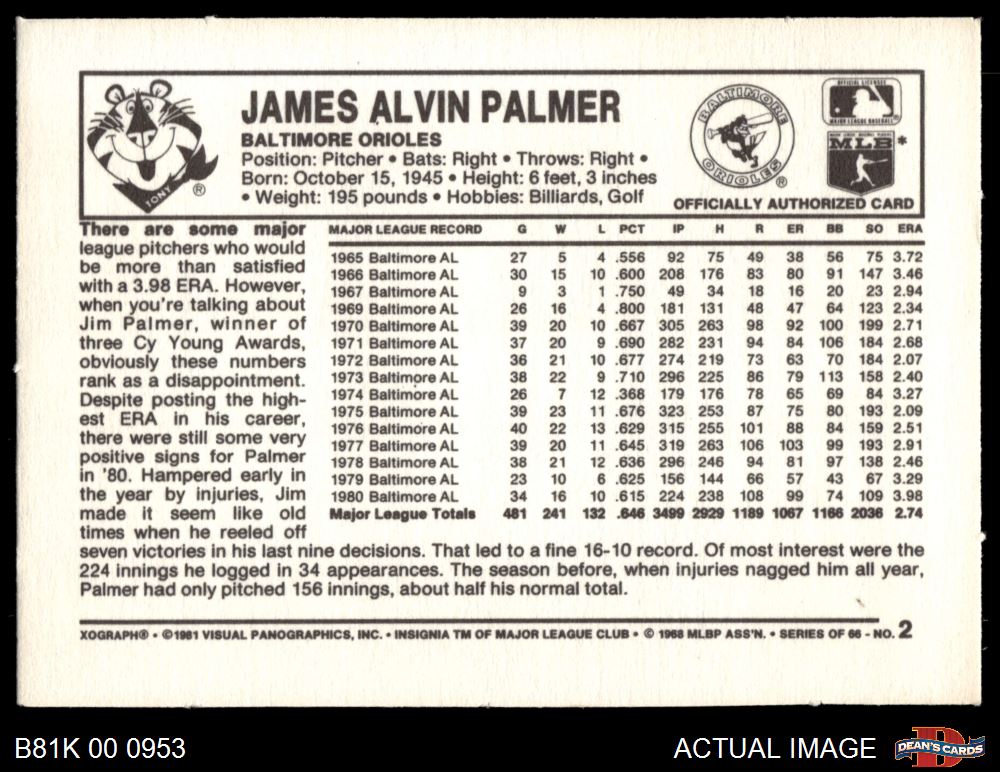 TONY ®
JAMES ALVIN PALMER
BALTIMORE ORIOLES
Position: Pitcher • Bats: Right • Throws: Right •
Born: October 15, 1945 • Height: 6 feet, 3 inches
• Weight: 195 pounds • Hobbies: Billiards, Golf
BALTIMORE
ORIOLES ®
OFFICIAL LICENSEE
MAJOR LEAGUE BASEBALL
MLB *
OFFICIALLY AUTHORIZED CARD
There are some major
league pitchers who would
be more than satisfied
with a 3.98 ERA. However,
when you're talking about
Jim Palmer, winner of
three Cy Young Awards,
obviously these numbers
rank as a disappointment.
Despite posting the high-
est ERA in his career,
there were still some very
positive signs for Palmer
in '80. Hampered early in
the year by injuries, Jim
made it seem like old
times when he reeled off
MAJOR LEAGUE RECORD G W L PCT IP H R ER BB SO ERA
1965 Baltimore AL 27 5 4 .556 92 75 49 38 56 75 3.72
1966 Baltimore AL 30 15 10 .600 208 176 83 80 91 147 3.46
1967 Baltimore AL 9 3 1 .750 49 34 18 16 20 23 2.94
1969 Baltimore AL 26 16 4 .800 181 131 48 47 64 123 2.34
1970 Baltimore AL 39 20 10 .667 305 263 98 92 100 199 2.71
1971 Baltimore AL 37 20 9 .690 282 231 94 84 106 184 2.68
1972 Baltimore AL 36 21 10 .677 274 219 73 63 70 184 2.07
1973 Baltimore AL 38 22 9 .710 296 225 86 79 113 158 2.40
1974 Baltimore AL 26 7 12 .368 179 176 78 65 69 84 3.27
1975 Baltimore AL 39 23 11 .676 323 253 87 75 80 193 2.09
1976 Baltimore AL 40 22 13 .629 315 255 101 88 84 159 2.51
1977 Baltimore AL 39 20 11 .645 319 263 106 103 99 193 2.91
1978 Baltimore AL 38 21 12 .636 296 246 94 81 97 138 2.46
1979 Baltimore AL 23 10 6 .625 156 144 66 57 43 67 3.29
1980 Baltimore AL 34 16 10 .615 224 238 108 99 74 109 3.98
Major League Totals 481 241 132 .646 3499 2929 1189 1067 1166 2036 2.74
seven victories in his last nine decisions. That led to a fine 16-10 record. Of most interest were the
224 innings he logged in 34 appearances. The season before, when injuries nagged him all year,
Palmer had only pitched 156 innings, about half his normal total.
XOGRAPH® • ©1981 VISUAL PANOGRAPHICS, INC. • INSIGNIA TM OF MAJOR LEAGUE CLUB • © 1968 MLBP ASS'N. • SERIES OF 66 - NO. 2
B81K 00 0953
ACTUAL IMAGE
DEAN'S CARDS